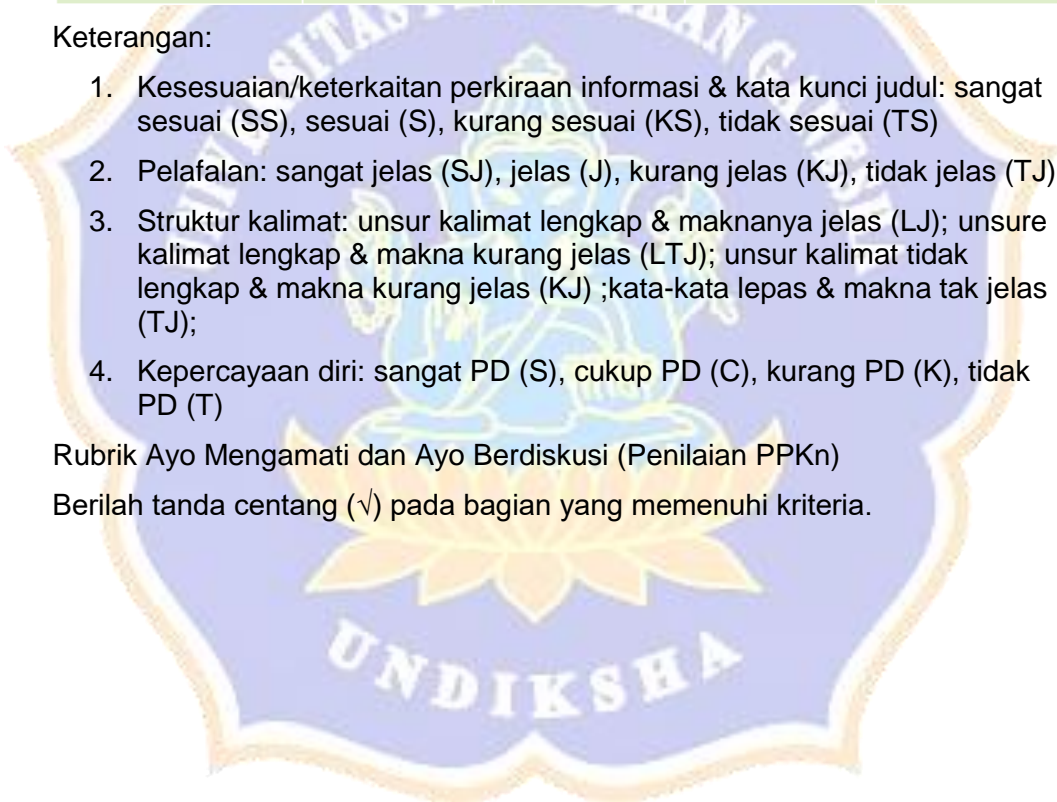 Keterangan:
1. Kesesuaian/keterkaitan perkiraan informasi & kata kunci judul: sangat
sesuai (SS), sesuai (S), kurang sesuai (KS), tidak sesuai (TS)
2. Pelafalan: sangat jelas (SJ), jelas (J), kurang jelas (KJ), tidak jelas (TJ)
3. Struktur kalimat: unsur kalimat lengkap & maknanya jelas (LJ); unsure
kalimat lengkap & makna kurang jelas (LTJ); unsur kalimat tidak
lengkap & makna kurang jelas (KJ) ;kata-kata lepas & makna tak jelas
(TJ);
4. Kepercayaan diri: sangat PD (S), cukup PD (C), kurang PD (K), tidak
PD (T)
Rubrik Ayo Mengamati dan Ayo Berdiskusi (Penilaian PPKn)
Berilah tanda centang (√) pada bagian yang memenuhi kriteria.
UNDIKSHA